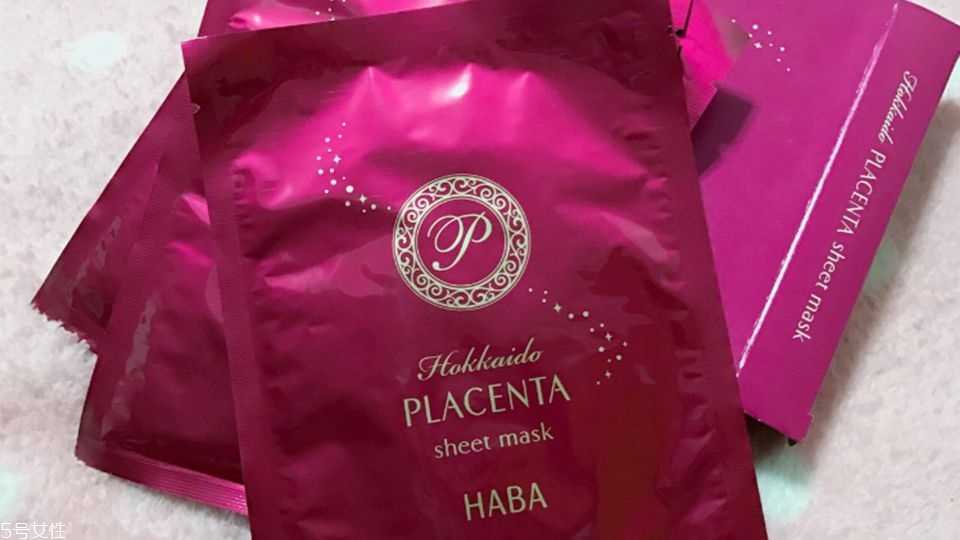 P
Hokkaido
PLACENTA
sheet mask
HABA
Hokkaido PLACENTA sheet mask
5号女性